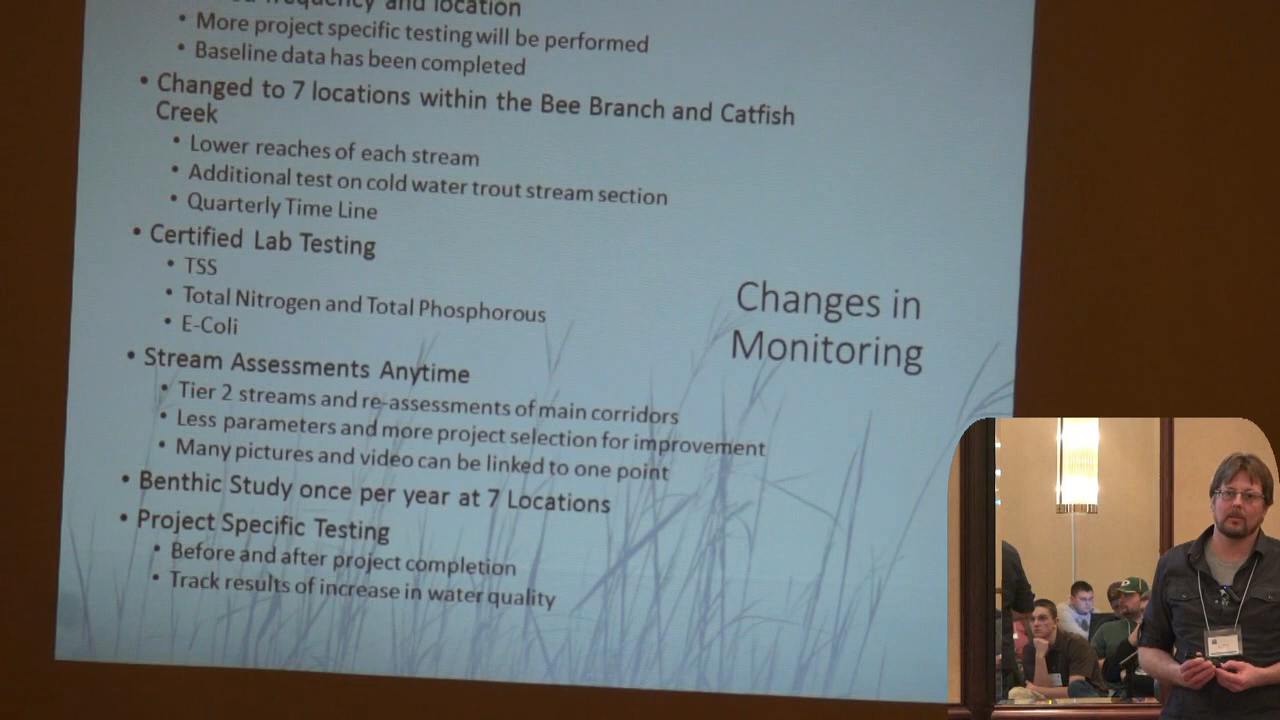 frequency and location
• More project specific testing will be performed
• Baseline data has been completed
• Changed to 7 locations within the Bee Branch and Catfish
Creek
• Lower reaches of each stream
• Additional test on cold water trout stream section
• Quarterly Time Line
• Certified Lab Testing
• TSS
• Total Nitrogen and Total Phosphorous
• E-Coli
• Stream Assessments Anytime
• Tier 2 streams and re-assessments of main corridors
• Less parameters and more project selection for improvement
• Many pictures and video can be linked to one point
• Benthic Study once per year at 7 Locations
• Project Specific Testing
• Before and after project completion
• Track results of increase in water quality
Changes in
Monitoring